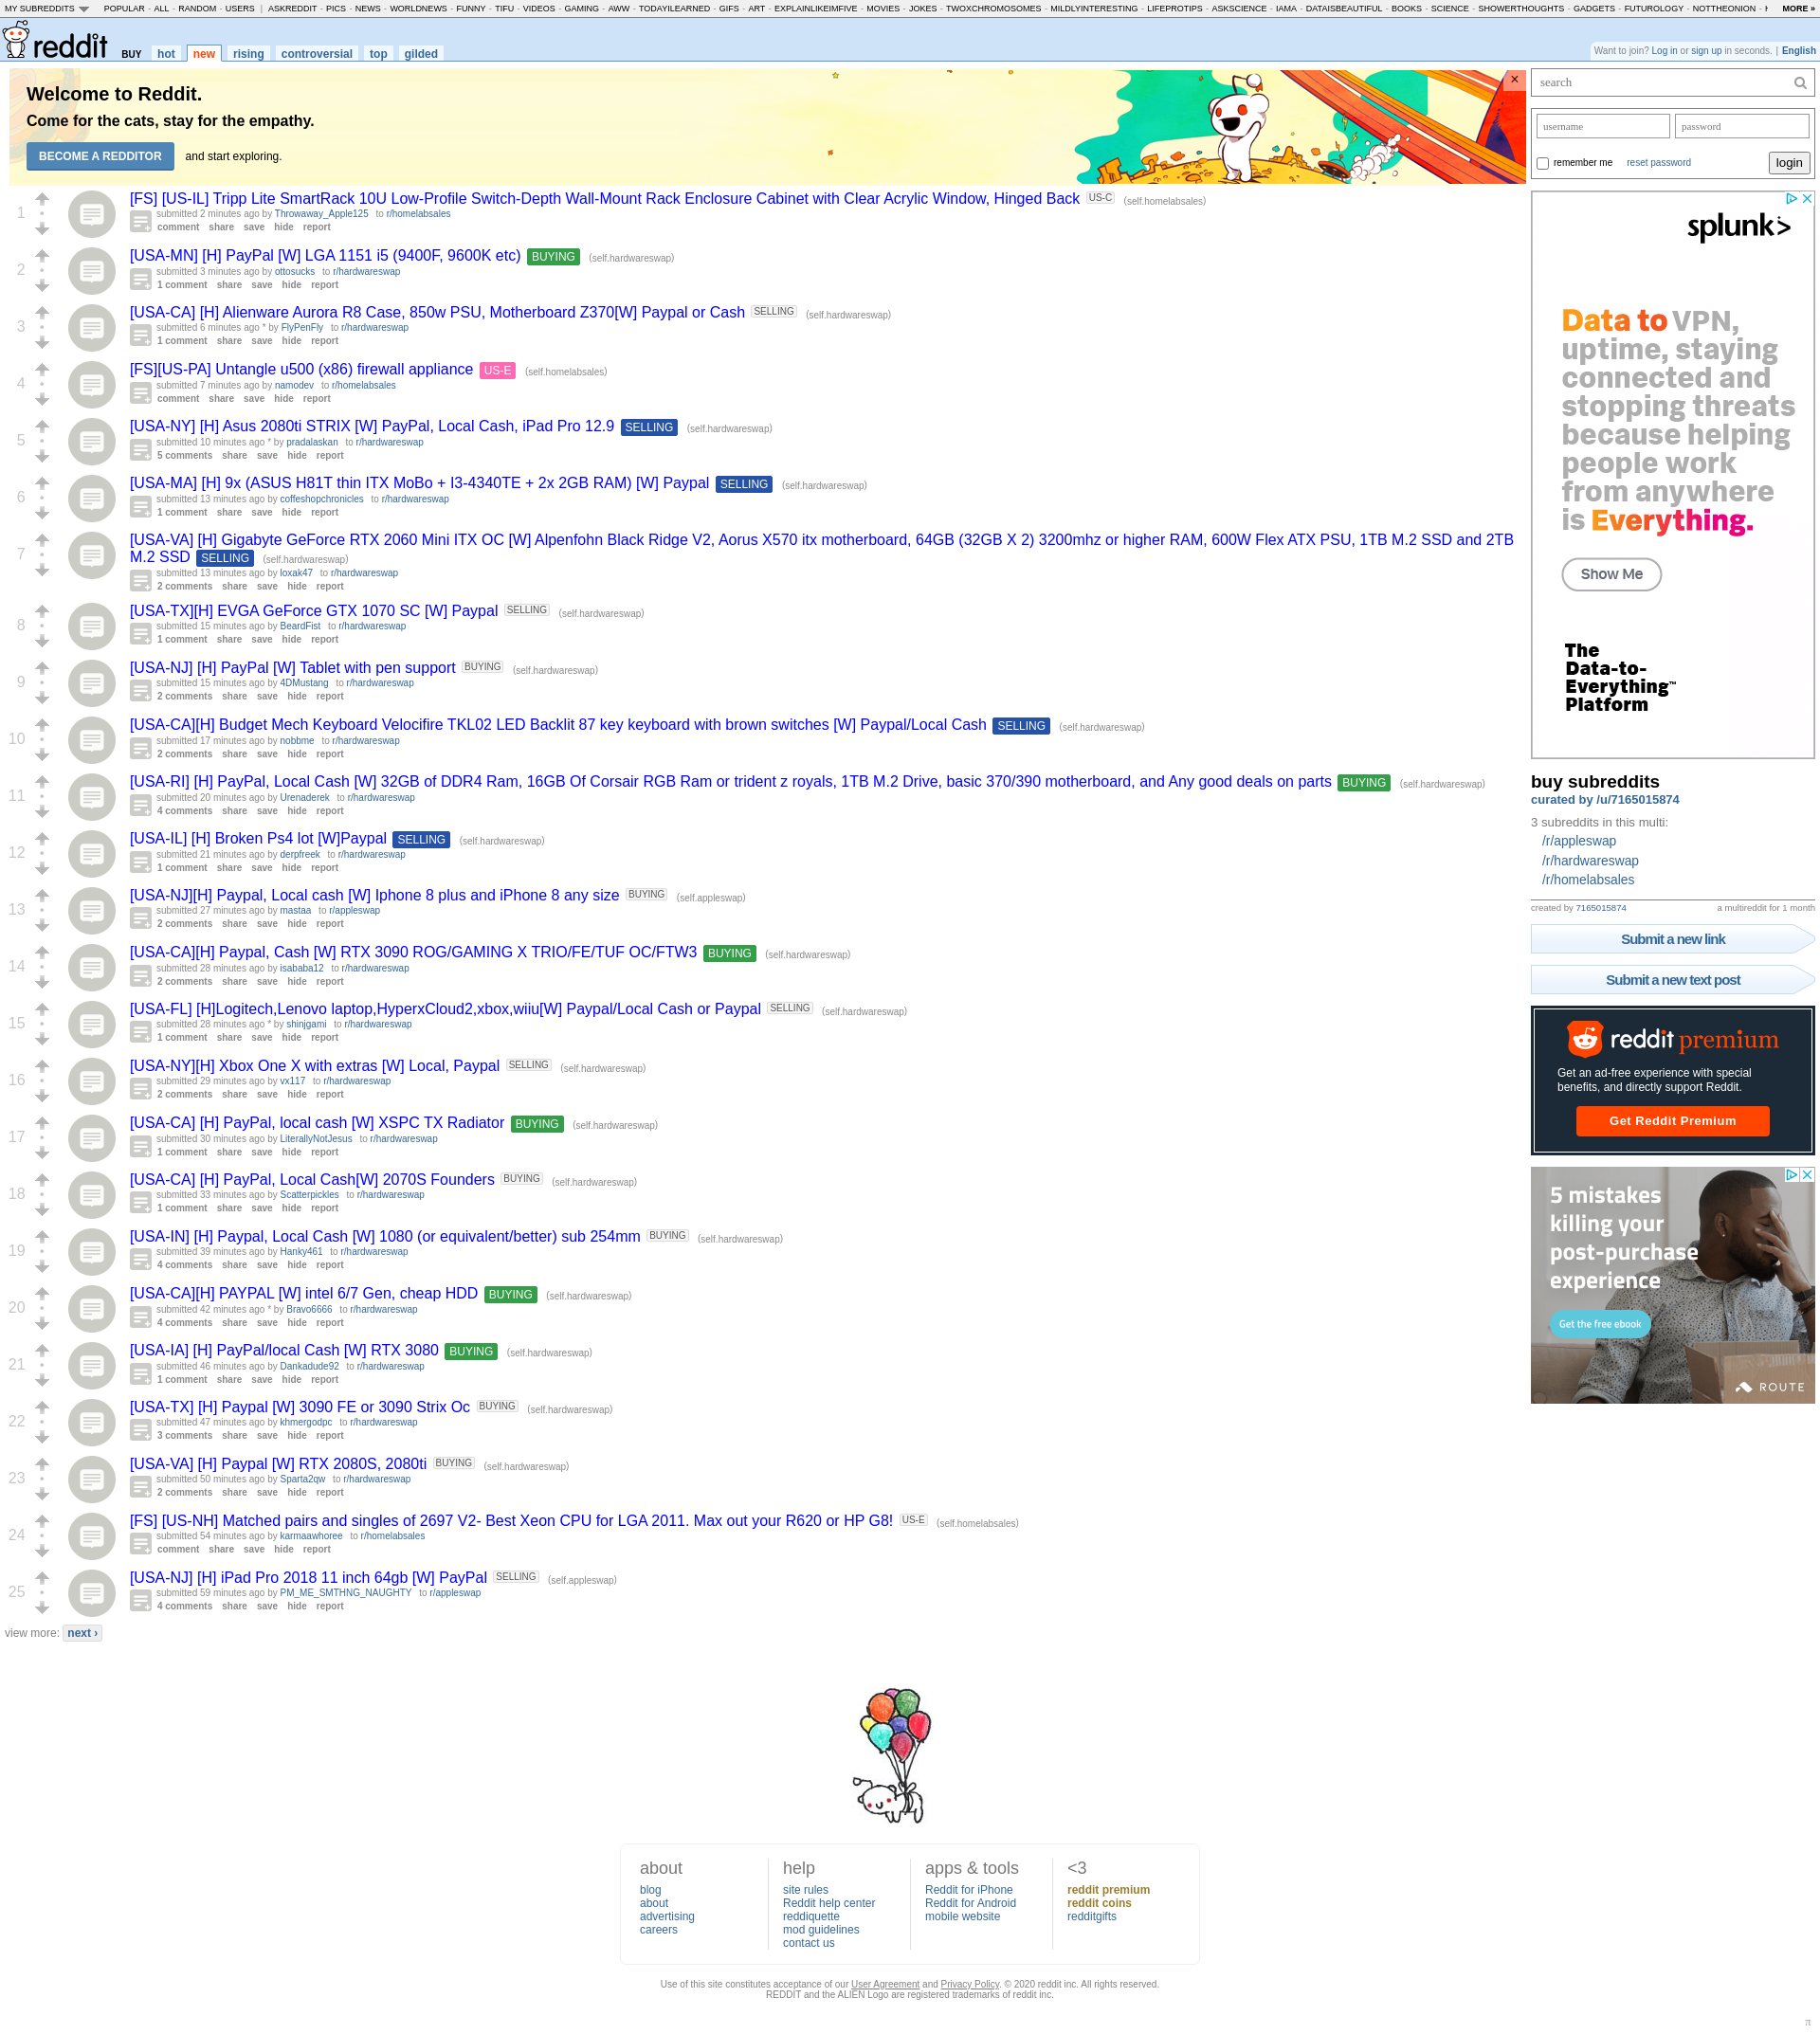 MY SUBREDDITS POPULAR - ALL - RANDOM - USERS | ASKREDDIT - PICS - NEWS - WORLDNEWS - FUNNY - TIFU - VIDEOS - GAMING - AWW - TODAYILEARNED - GIFS - ART - EXPLAINLIKEIMFIVE - MOVIES - JOKES - TWOXCHROMOSOMES - MILDLYINTERESTING - LIFEPROTIPS - ASKSCIENCE - IAMA - DATAISBEAUTIFUL - BOOKS - SCIENCE - SHOWERTHOUGHTS - GADGETS - FUTUROLOGY - NOTTHEONION - MORE »
reddit BUY hot new rising controversial top gilded
Want to join? Log in or sign up in seconds. | English
Welcome to Reddit.
Come for the cats, stay for the empathy.
BECOME A REDDITOR and start exploring.
×
1
[FS] [US-IL] Tripp Lite SmartRack 10U Low-Profile Switch-Depth Wall-Mount Rack Enclosure Cabinet with Clear Acrylic Window, Hinged Back US-C (self.homelabsales)
submitted 2 minutes ago by Throwaway_Apple125 to r/homelabsales
comment share save hide report
2
[USA-MN] [H] PayPal [W] LGA 1151 i5 (9400F, 9600K etc) BUYING (self.hardwareswap)
submitted 3 minutes ago by ottosucks to r/hardwareswap
1 comment share save hide report
3
[USA-CA] [H] Alienware Aurora R8 Case, 850w PSU, Motherboard Z370[W] Paypal or Cash SELLING (self.hardwareswap)
submitted 6 minutes ago * by FlyPenFly to r/hardwareswap
1 comment share save hide report
4
[FS][US-PA] Untangle u500 (x86) firewall appliance US-E (self.homelabsales)
submitted 7 minutes ago by namodev to r/homelabsales
comment share save hide report
5
[USA-NY] [H] Asus 2080ti STRIX [W] PayPal, Local Cash, iPad Pro 12.9 SELLING (self.hardwareswap)
submitted 10 minutes ago * by pradalaskan to r/hardwareswap
5 comments share save hide report
6
[USA-MA] [H] 9x (ASUS H81T thin ITX MoBo + I3-4340TE + 2x 2GB RAM) [W] Paypal SELLING (self.hardwareswap)
submitted 13 minutes ago by coffeshopchronicles to r/hardwareswap
1 comment share save hide report
7
[USA-VA] [H] Gigabyte GeForce RTX 2060 Mini ITX OC [W] Alpenfohn Black Ridge V2, Aorus X570 itx motherboard, 64GB (32GB X 2) 3200mhz or higher RAM, 600W Flex ATX PSU, 1TB M.2 SSD and 2TB
M.2 SSD SELLING (self.hardwareswap)
submitted 13 minutes ago by loxak47 to r/hardwareswap
2 comments share save hide report
8
[USA-TX][H] EVGA GeForce GTX 1070 SC [W] Paypal SELLING (self.hardwareswap)
submitted 15 minutes ago by BeardFist to r/hardwareswap
1 comment share save hide report
9
[USA-NJ] [H] PayPal [W] Tablet with pen support BUYING (self.hardwareswap)
submitted 15 minutes ago by 4DMustang to r/hardwareswap
2 comments share save hide report
10
[USA-CA][H] Budget Mech Keyboard Velocifire TKL02 LED Backlit 87 key keyboard with brown switches [W] Paypal/Local Cash SELLING (self.hardwareswap)
submitted 17 minutes ago by nobbme to r/hardwareswap
2 comments share save hide report
11
[USA-RI] [H] PayPal, Local Cash [W] 32GB of DDR4 Ram, 16GB Of Corsair RGB Ram or trident z royals, 1TB M.2 Drive, basic 370/390 motherboard, and Any good deals on parts BUYING (self.hardwareswap)
submitted 20 minutes ago by Urenaderek to r/hardwareswap
4 comments share save hide report
12
[USA-IL] [H] Broken Ps4 lot [W]Paypal SELLING (self.hardwareswap)
submitted 21 minutes ago by derpfreek to r/hardwareswap
1 comment share save hide report
13
[USA-NJ][H] Paypal, Local cash [W] Iphone 8 plus and iPhone 8 any size BUYING (self.appleswap)
submitted 27 minutes ago by mastaa to r/appleswap
2 comments share save hide report
14
[USA-CA][H] Paypal, Cash [W] RTX 3090 ROG/GAMING X TRIO/FE/TUF OC/FTW3 BUYING (self.hardwareswap)
submitted 28 minutes ago by isababa12 to r/hardwareswap
2 comments share save hide report
15
[USA-FL] [H]Logitech,Lenovo laptop,HyperxCloud2,xbox,wiiu[W] Paypal/Local Cash or Paypal SELLING (self.hardwareswap)
submitted 28 minutes ago * by shinjgami to r/hardwareswap
1 comment share save hide report
16
[USA-NY][H] Xbox One X with extras [W] Local, Paypal SELLING (self.hardwareswap)
submitted 29 minutes ago by vx117 to r/hardwareswap
2 comments share save hide report
17
[USA-CA] [H] PayPal, local cash [W] XSPC TX Radiator BUYING (self.hardwareswap)
submitted 30 minutes ago by LiterallyNotJesus to r/hardwareswap
1 comment share save hide report
18
[USA-CA] [H] PayPal, Local Cash[W] 2070S Founders BUYING (self.hardwareswap)
submitted 33 minutes ago by Scatterpickles to r/hardwareswap
1 comment share save hide report
19
[USA-IN] [H] Paypal, Local Cash [W] 1080 (or equivalent/better) sub 254mm BUYING (self.hardwareswap)
submitted 39 minutes ago by Hanky461 to r/hardwareswap
4 comments share save hide report
20
[USA-CA][H] PAYPAL [W] intel 6/7 Gen, cheap HDD BUYING (self.hardwareswap)
submitted 42 minutes ago * by Bravo6666 to r/hardwareswap
4 comments share save hide report
21
[USA-IA] [H] PayPal/local Cash [W] RTX 3080 BUYING (self.hardwareswap)
submitted 46 minutes ago by Dankadude92 to r/hardwareswap
1 comment share save hide report
22
[USA-TX] [H] Paypal [W] 3090 FE or 3090 Strix Oc BUYING (self.hardwareswap)
submitted 47 minutes ago by khmergodpc to r/hardwareswap
3 comments share save hide report
23
[USA-VA] [H] Paypal [W] RTX 2080S, 2080ti BUYING (self.hardwareswap)
submitted 50 minutes ago by Sparta2qw to r/hardwareswap
2 comments share save hide report
24
[FS] [US-NH] Matched pairs and singles of 2697 V2- Best Xeon CPU for LGA 2011. Max out your R620 or HP G8! US-E (self.homelabsales)
submitted 54 minutes ago by karmaawhoree to r/homelabsales
comment share save hide report
25
[USA-NJ] [H] iPad Pro 2018 11 inch 64gb [W] PayPal SELLING (self.appleswap)
submitted 59 minutes ago by PM_ME_SMTHNG_NAUGHTY to r/appleswap
4 comments share save hide report
view more: next ›
search
username password
remember me reset password login
splunk>
Data to VPN,
uptime, staying
connected and
stopping threats
because helping
people work
from anywhere
is Everything.
Show Me
The
Data-to-
Everything™
Platform
buy subreddits
curated by /u/7165015874
3 subreddits in this multi:
/r/appleswap
/r/hardwareswap
/r/homelabsales
created by 7165015874 a multireddit for 1 month
Submit a new link
Submit a new text post
reddit premium
Get an ad-free experience with special
benefits, and directly support Reddit.
Get Reddit Premium
5 mistakes
killing your
post-purchase
experience
Get the free ebook
ROUTE
about help apps & tools <3
blog site rules Reddit for iPhone reddit premium
about Reddit help center Reddit for Android reddit coins
advertising reddiquette mobile website redditgifts
careers mod guidelines
contact us
Use of this site constitutes acceptance of our User Agreement and Privacy Policy. © 2020 reddit inc. All rights reserved.
REDDIT and the ALIEN Logo are registered trademarks of reddit inc.
π